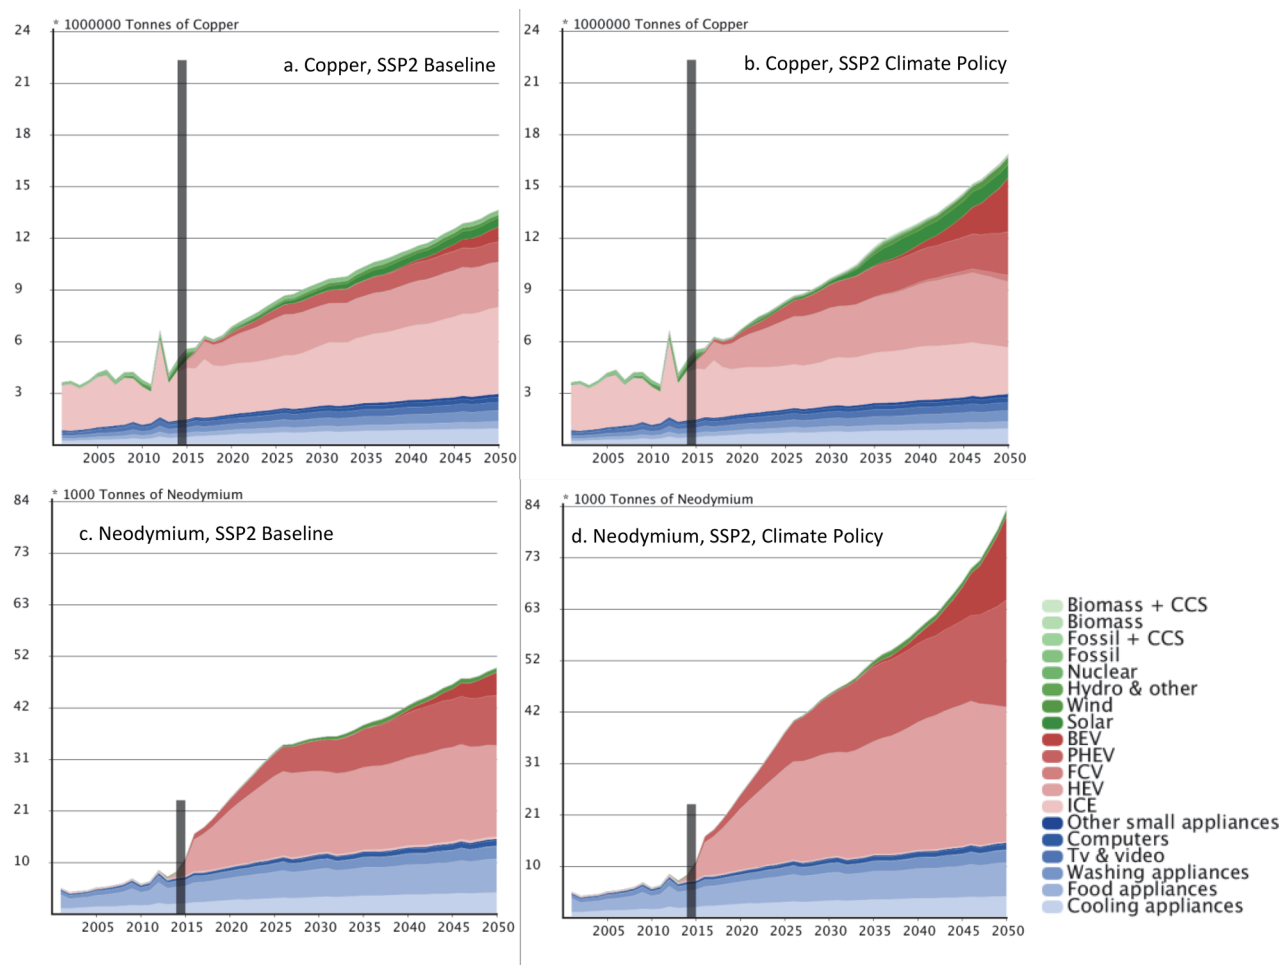 * 1000000 Tonnes of Copper
a. Copper, SSP2 Baseline
24
21
18
15
12
9
6
3
2005 2010 2015 2020 2025 2030 2035 2040 2045 2050
* 1000000 Tonnes of Copper
b. Copper, SSP2 Climate Policy
24
21
18
15
12
9
6
3
2005 2010 2015 2020 2025 2030 2035 2040 2045 2050
* 1000 Tonnes of Neodymium
c. Neodymium, SSP2 Baseline
84
73
63
52
42
31
21
10
2005 2010 2015 2020 2025 2030 2035 2040 2045 2050
* 1000 Tonnes of Neodymium
d. Neodymium, SSP2, Climate Policy
84
73
63
52
42
31
21
10
2005 2010 2015 2020 2025 2030 2035 2040 2045 2050
Biomass + CCS
Biomass
Fossil + CCS
Fossil
Nuclear
Hydro & other
Wind
Solar
BEV
PHEV
FCV
HEV
ICE
Other small appliances
Computers
Tv & video
Washing appliances
Food appliances
Cooling appliances